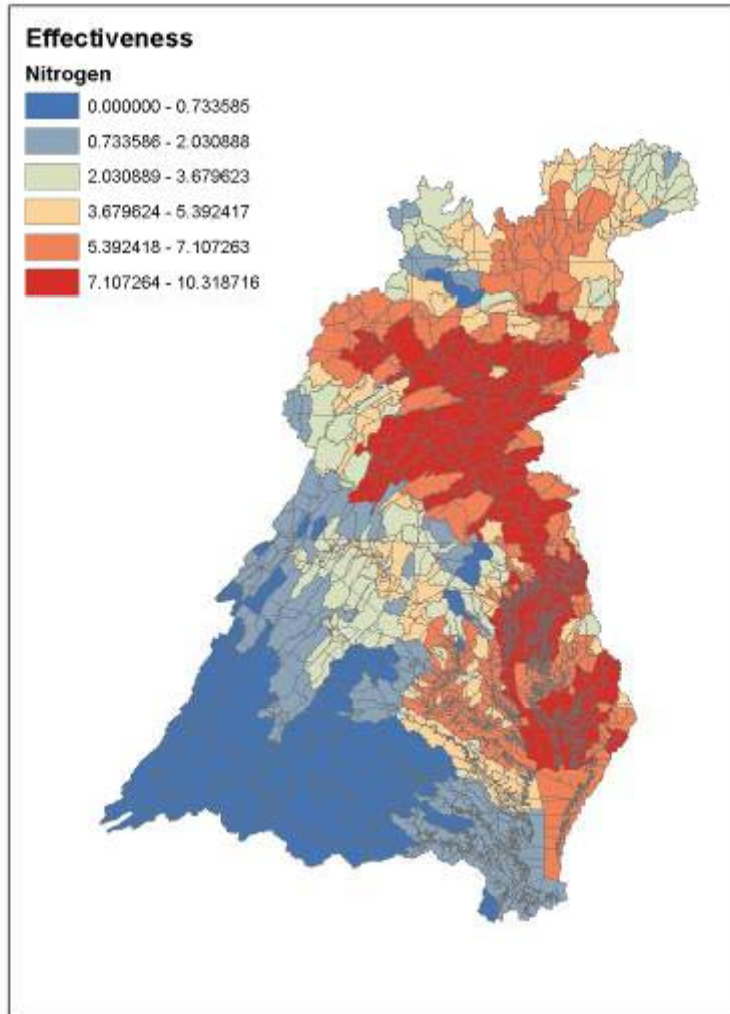 Effectiveness
Nitrogen
0.000000 - 0.733585
0.733586 - 2.030888
2.030889 - 3.679623
3.679624 - 5.392417
5.392418 - 7.107263
7.107264 - 10.318716